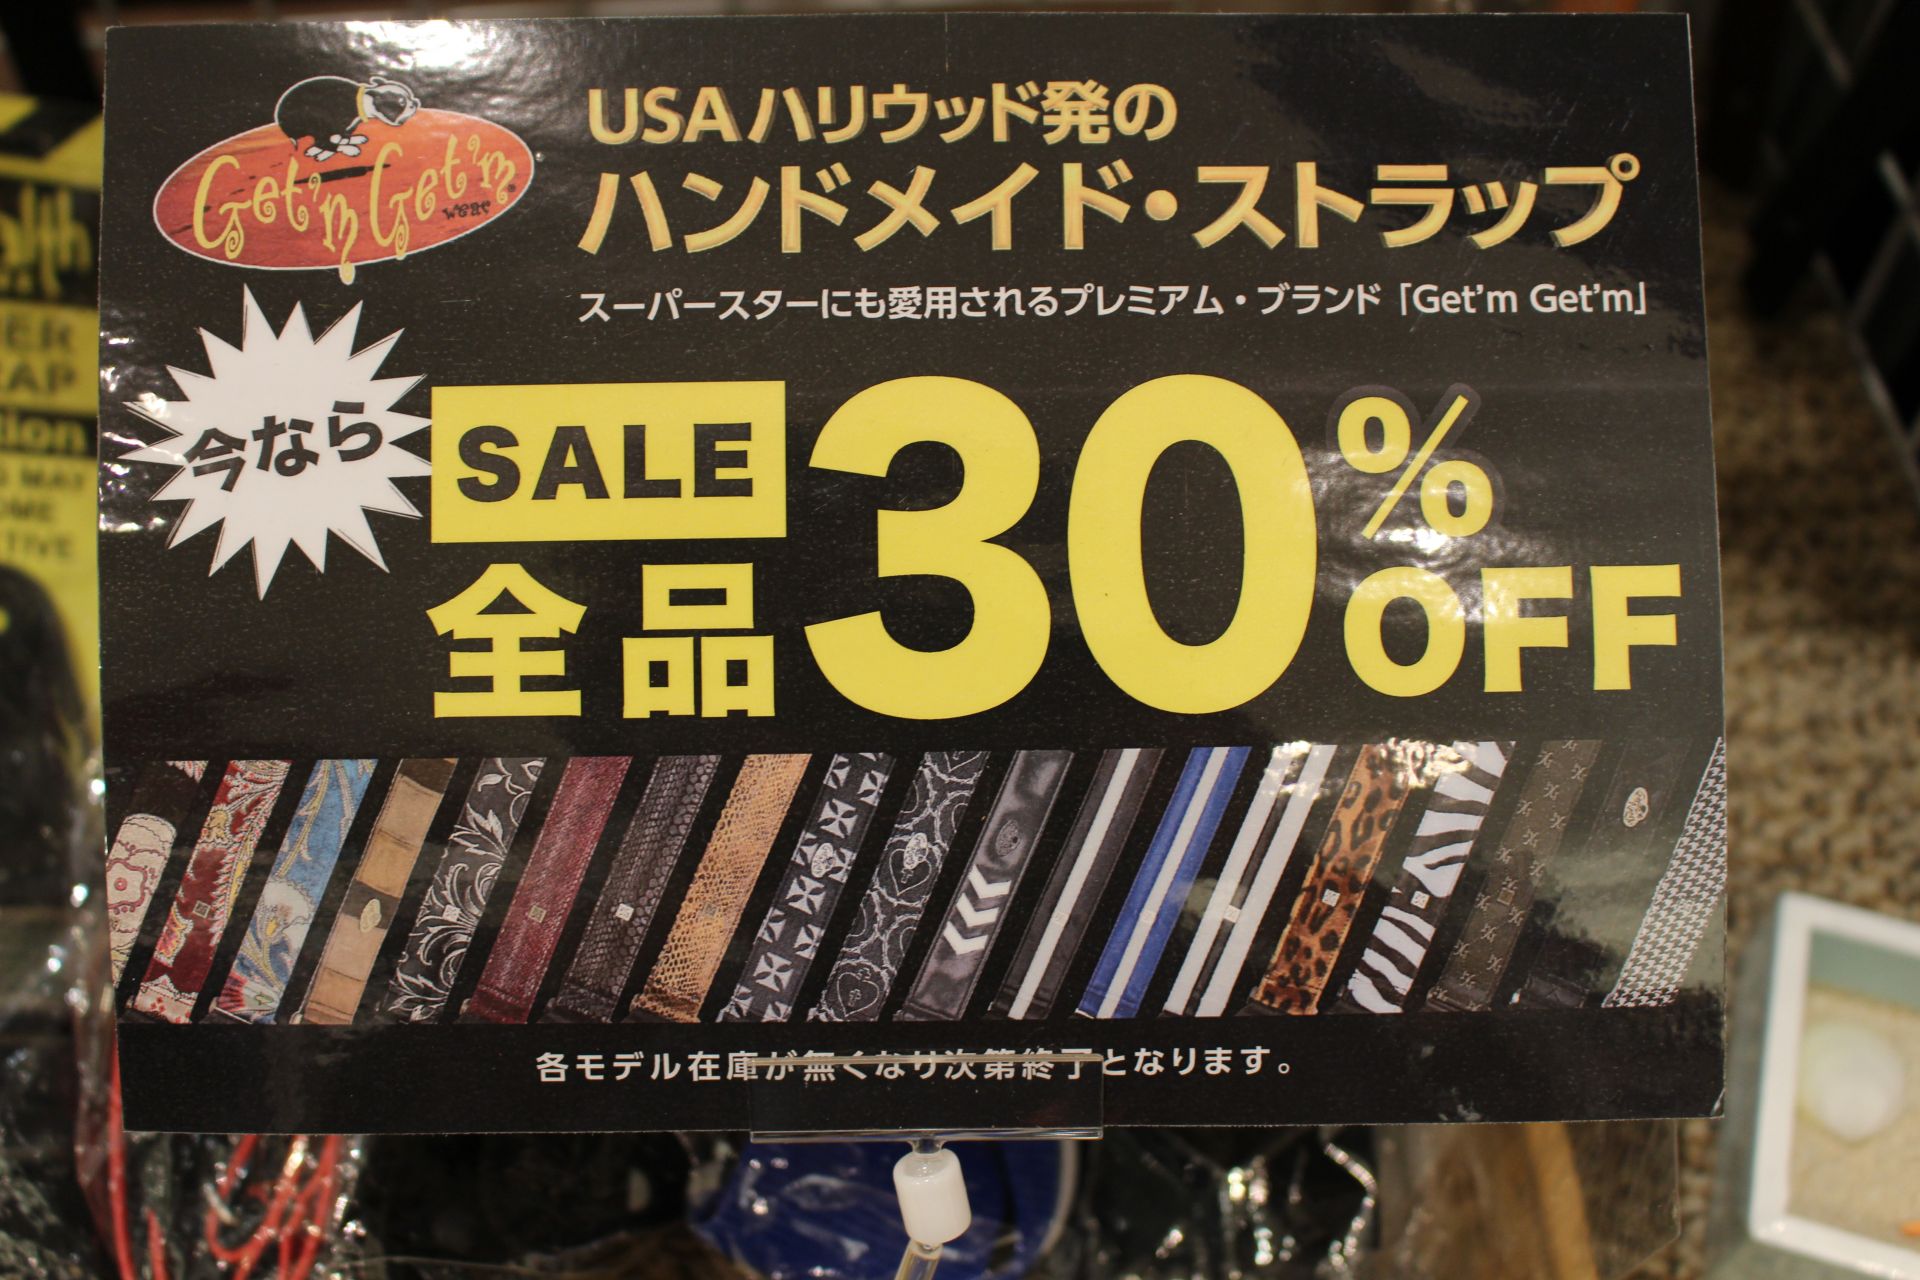 Get'm Get'm
wear
USAハリウッド発の
ハンドメイド・ストラップ
スーパースターにも愛用されるプレミアム・ブランド「Get'm Get'm」
今なら
SALE
全品30%OFF
各モデル在庫が無くなり次第終了となります。